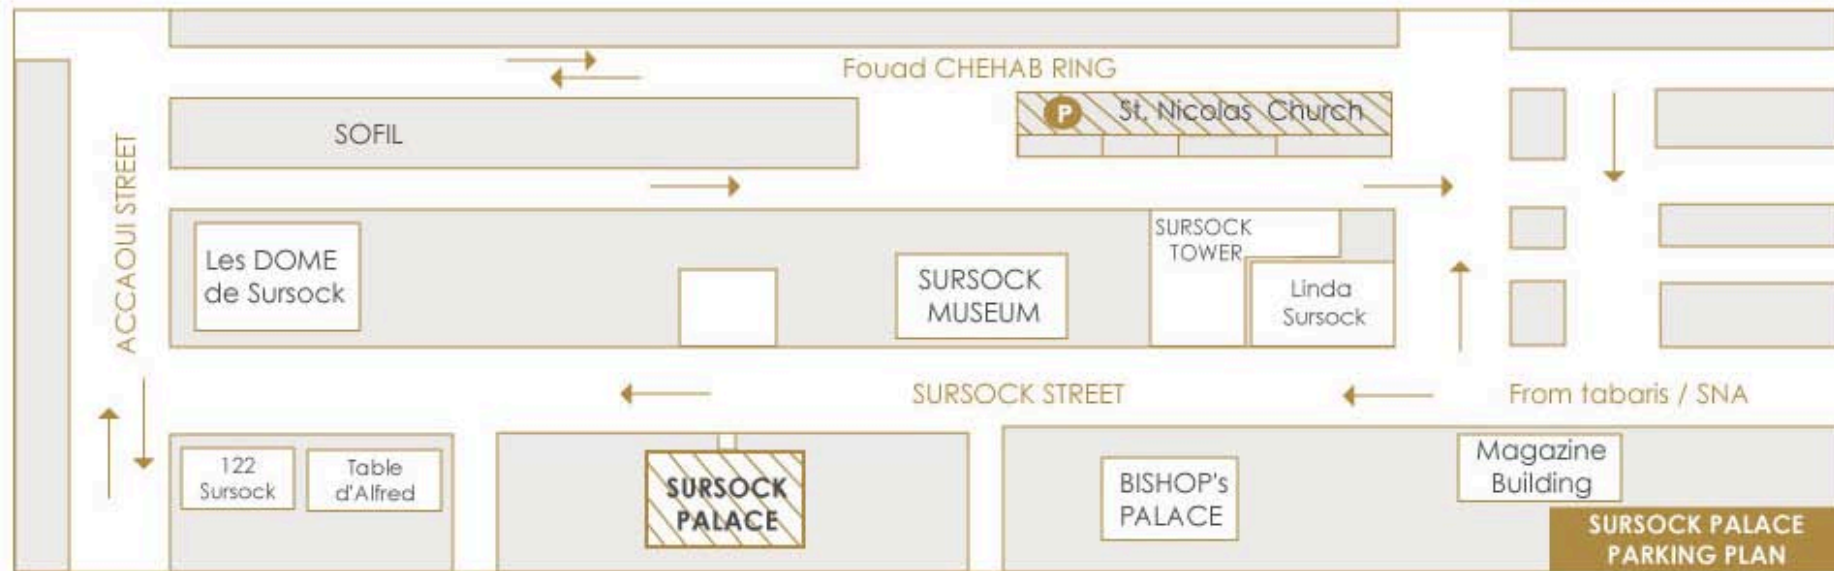 Fouad CHEHAB RING
SOFIL
P St. Nicolas Church
ACCAOUI STREET
Les DOME
de Sursock
SURSOCK
MUSEUM
SURSOCK
TOWER
Linda
Sursock
SURSOCK STREET
From tabaris / SNA
122
Sursock
Table
d'Alfred
SURSOCK
PALACE
BISHOP's
PALACE
Magazine
Building
SURSOCK PALACE
PARKING PLAN